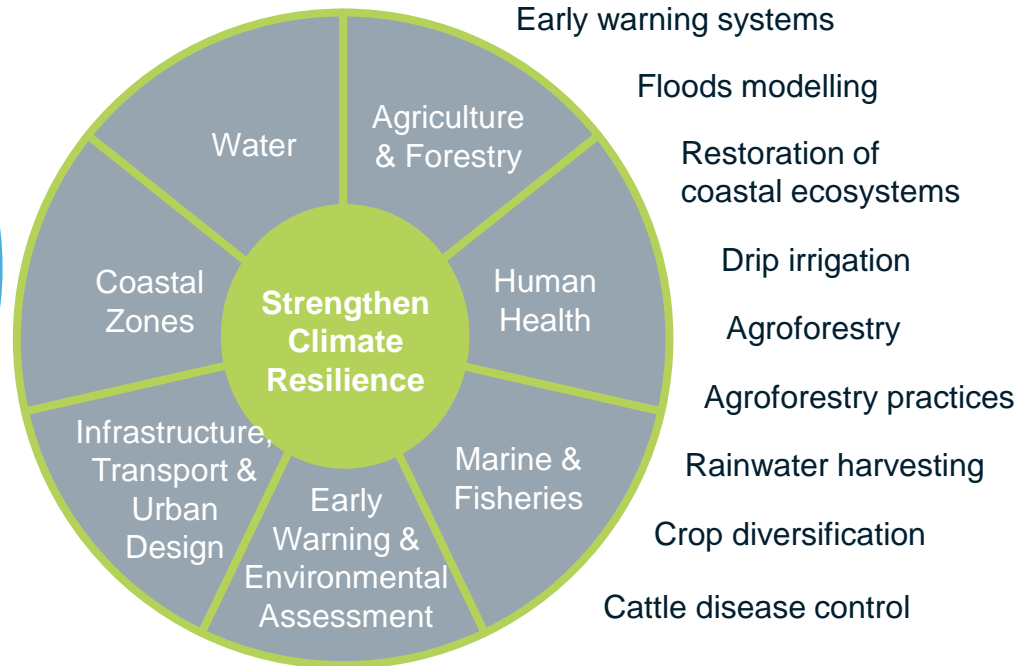 Early warning systems
Floods modelling
Restoration of
coastal ecosystems
Drip irrigation
Agroforestry
Agroforestry practices
Rainwater harvesting
Crop diversification
Cattle disease control
Water
Agriculture
& Forestry
Human
Health
Marine &
Fisheries
Early
Warning &
Environmental
Assessment
Infrastructure,
Transport &
Urban
Design
Coastal
Zones
Strengthen
Climate
Resilience